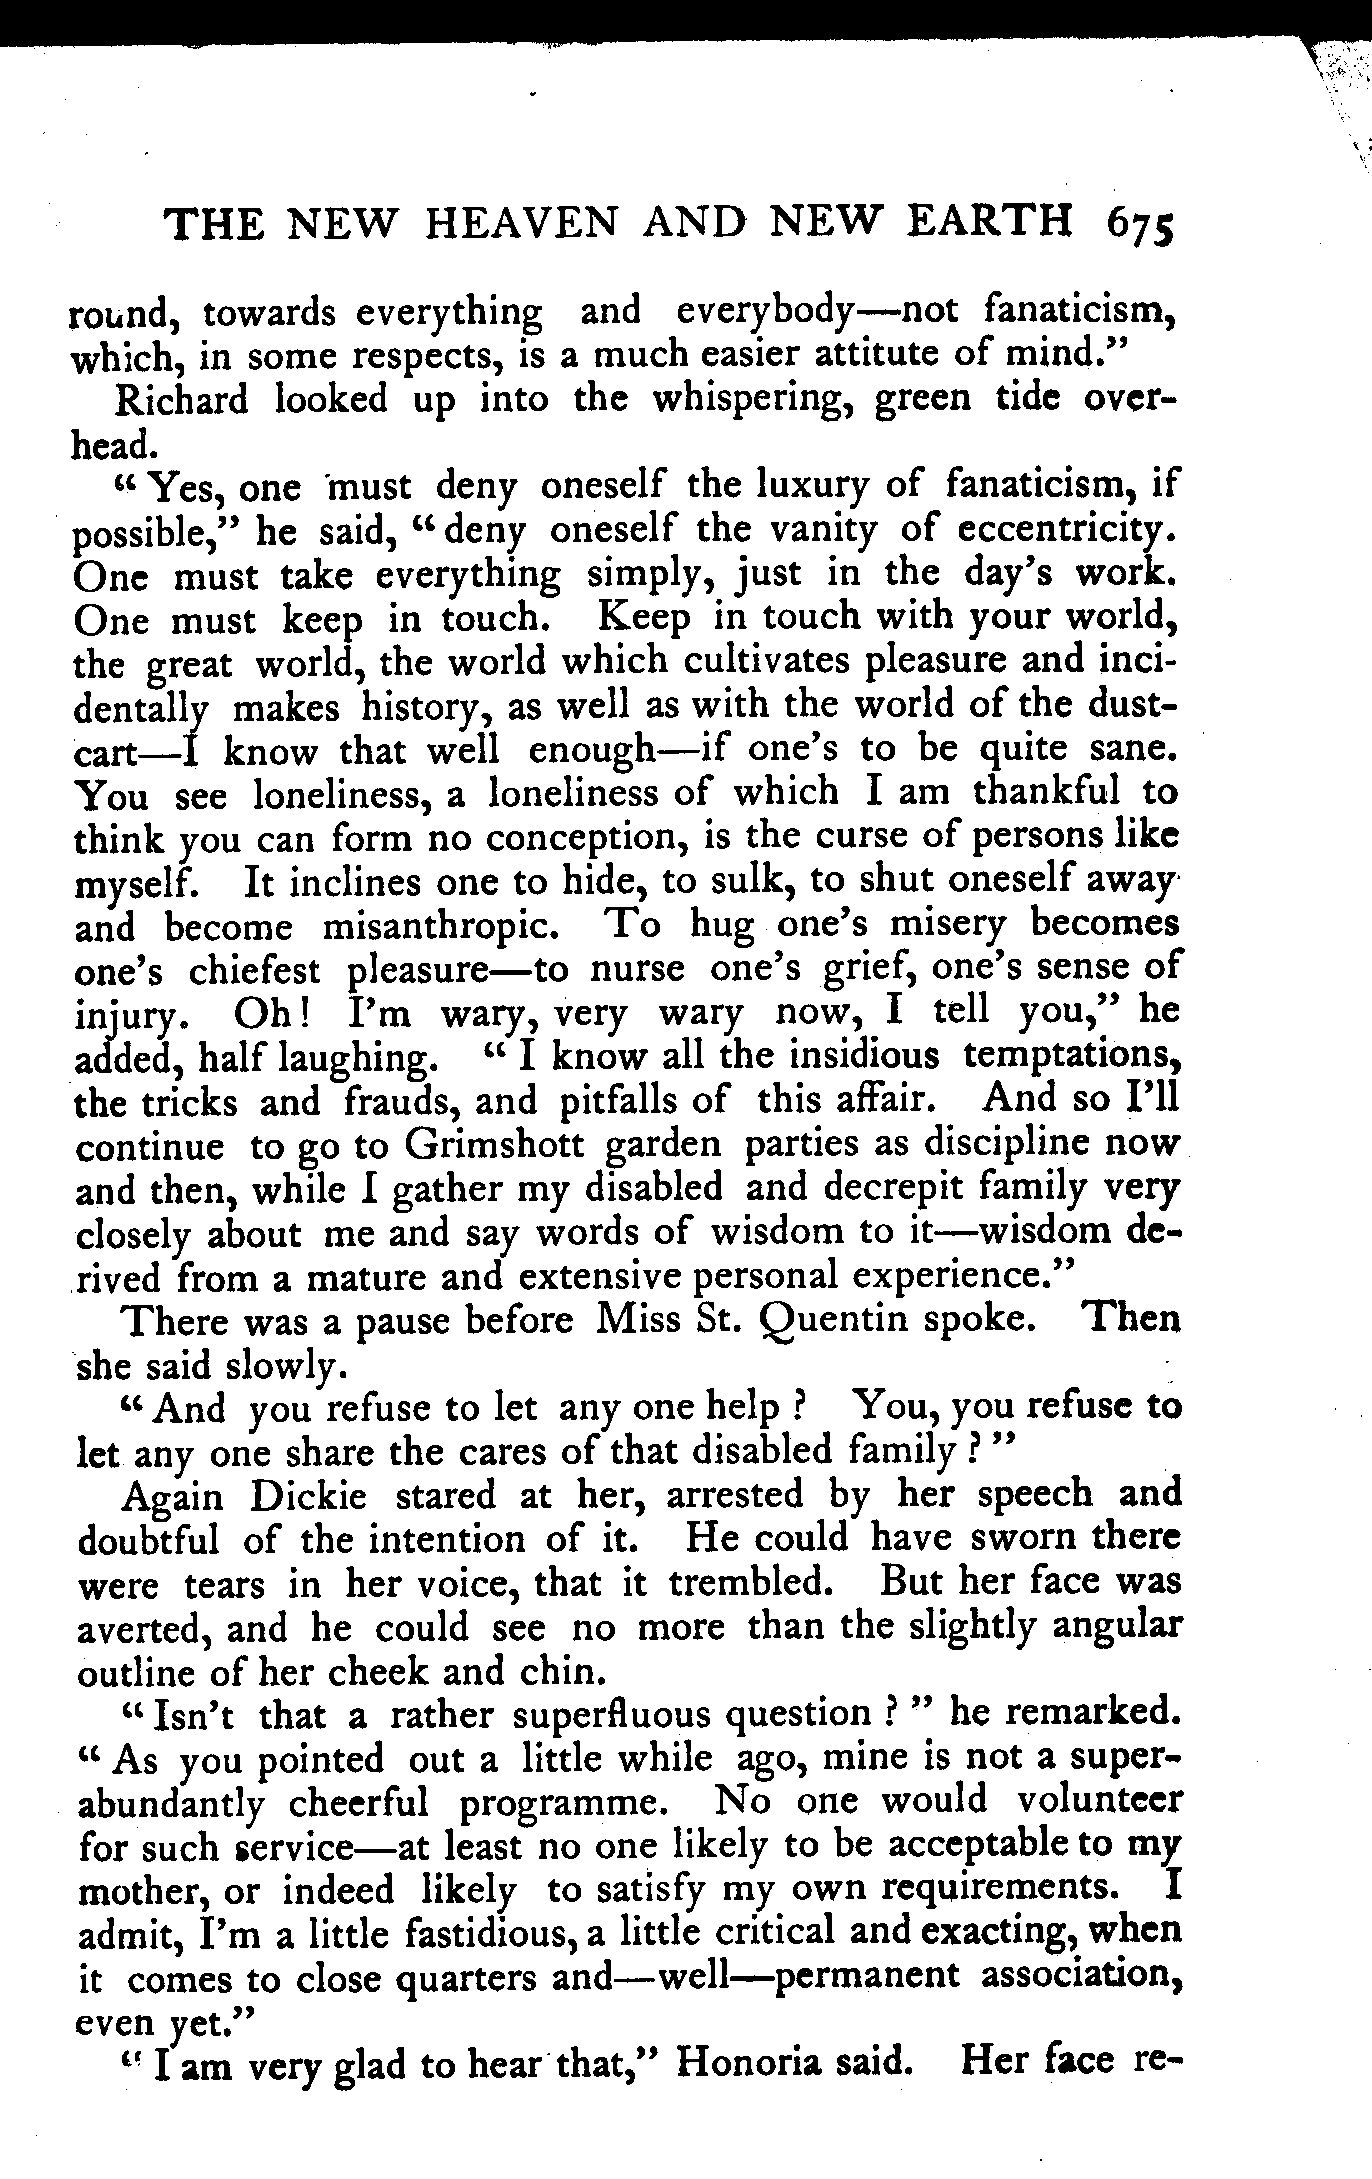 THE NEW HEAVEN AND NEW EARTH 675
round, towards everything and everybody—not fanaticism,
which, in some respects, is a much easier attitute of mind."
Richard looked up into the whispering, green tide over-
head.
"Yes, one must deny oneself the luxury of fanaticism, if
possible," he said, "deny oneself the vanity of eccentricity.
One must take everything simply, just in the day's work.
One must keep in touch. Keep in touch with your world,
the great world, the world which cultivates pleasure and inci-
dentally makes history, as well as with the world of the dust-
cart—I know that well enough—if one's to be quite sane.
You see loneliness, a loneliness of which I am thankful to
think you can form no conception, is the curse of persons like
myself. It inclines one to hide, to sulk, to shut oneself away
and become misanthropic. To hug one's misery becomes
one's chiefest pleasure—to nurse one's grief, one's sense of
injury. Oh! I'm wary, very wary now, I tell you," he
added, half laughing. "I know all the insidious temptations,
the tricks and frauds, and pitfalls of this affair. And so I'll
continue to go to Grimshott garden parties as discipline now
and then, while I gather my disabled and decrepit family very
closely about me and say words of wisdom to it—wisdom de-
rived from a mature and extensive personal experience."
There was a pause before Miss St. Quentin spoke. Then
she said slowly.
"And you refuse to let any one help? You, you refuse to
let any one share the cares of that disabled family?"
Again Dickie stared at her, arrested by her speech and
doubtful of the intention of it. He could have sworn there
were tears in her voice, that it trembled. But her face was
averted, and he could see no more than the slightly angular
outline of her cheek and chin.
"Isn't that a rather superfluous question?" he remarked.
"As you pointed out a little while ago, mine is not a super-
abundantly cheerful programme. No one would volunteer
for such service—at least no one likely to be acceptable to my
mother, or indeed likely to satisfy my own requirements. I
admit, I'm a little fastidious, a little critical and exacting, when
it comes to close quarters and—well—permanent association,
even yet."
"I am very glad to hear that," Honoria said. Her face re-